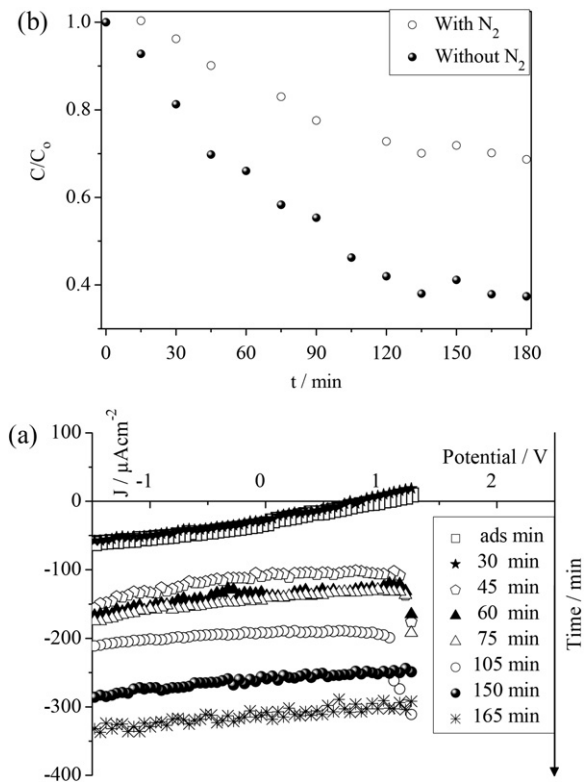 (b)
With N₂
Without N₂
1.0
0.8
0.6
0.4
C/Cₒ
0 30 60 90 120 150 180
t / min
(a)
J / µAcm⁻²
Potential / V
100
0
-100
-200
-300
-400
-1 0 1 2
ads min
30 min
45 min
60 min
75 min
105 min
150 min
165 min
Time / min